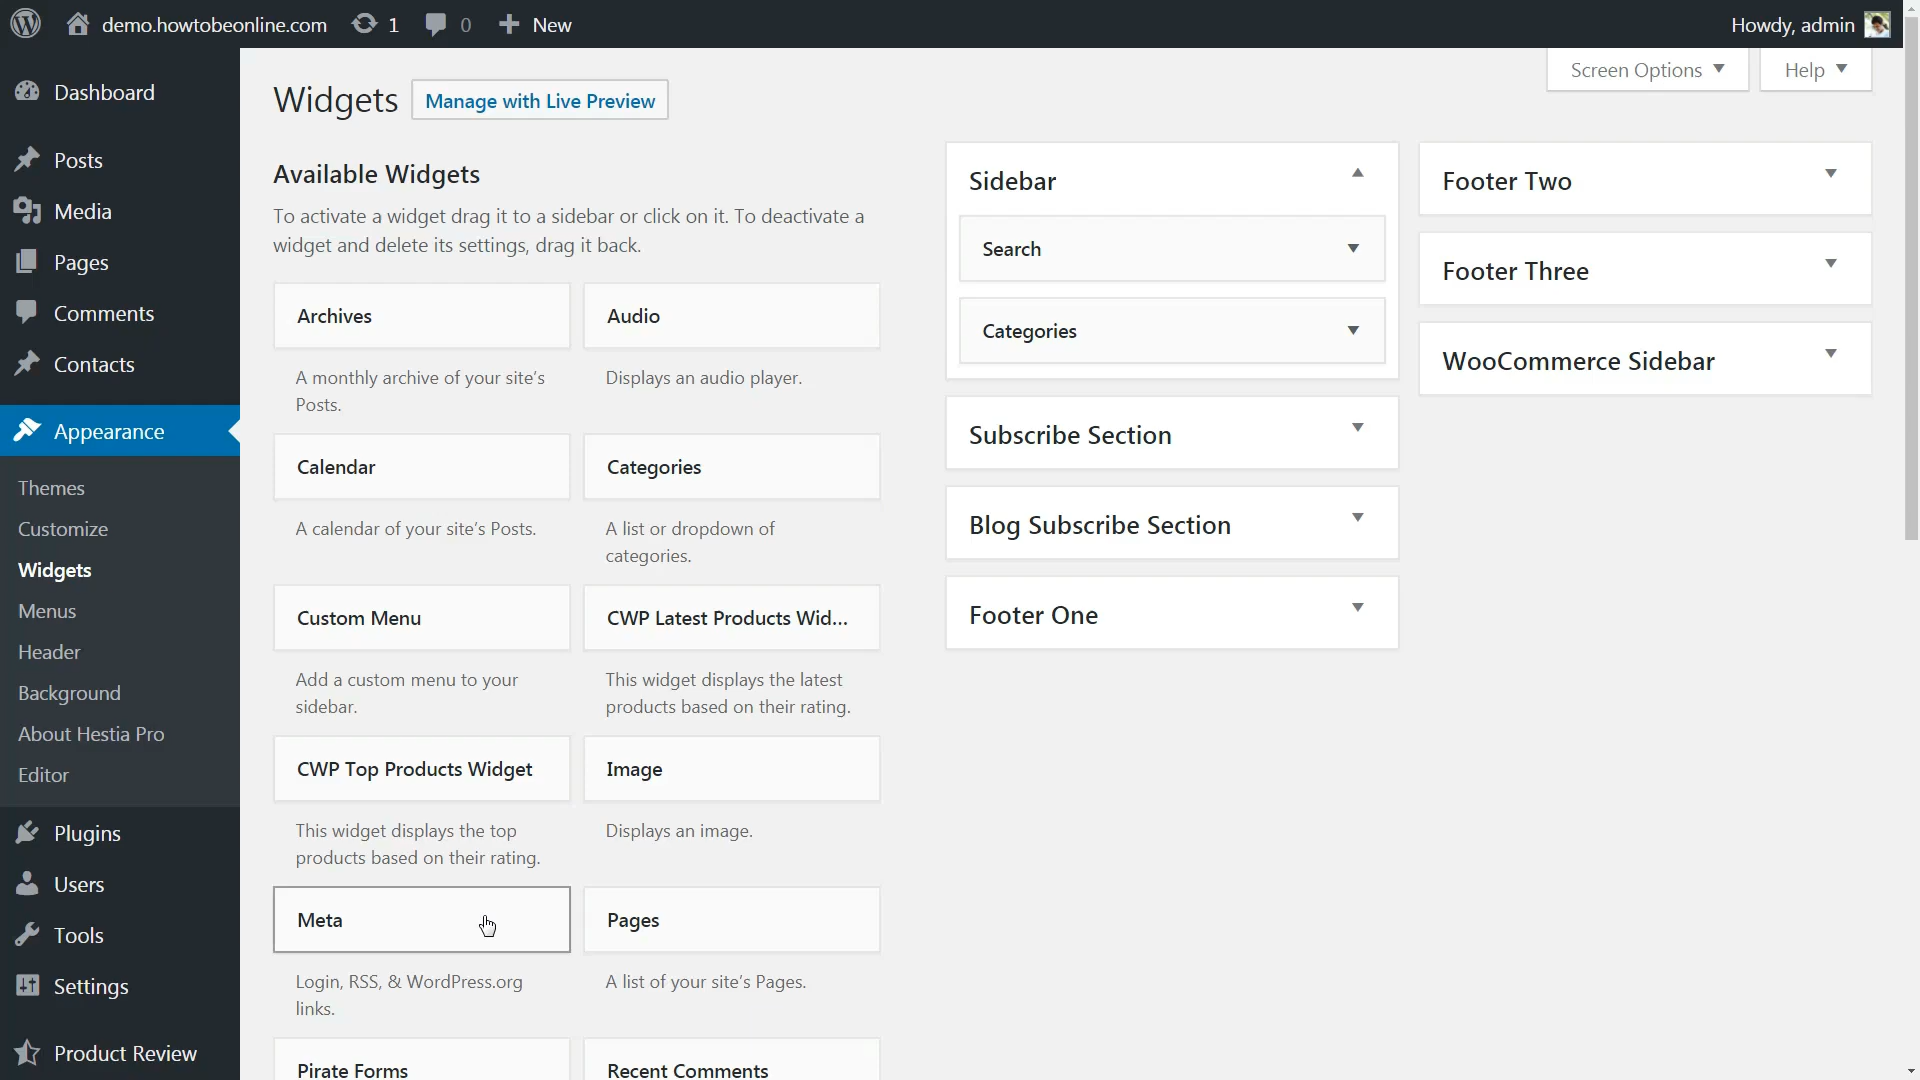 demo.howtobeonline.com 1 0 New Howdy, admin
Dashboard
Posts
Media
Pages
Comments
Contacts
Appearance
Themes
Customize
Widgets
Menus
Header
Background
About Hestia Pro
Editor
Plugins
Users
Tools
Settings
Product Review
Screen Options Help
Widgets Manage with Live Preview
Available Widgets
To activate a widget drag it to a sidebar or click on it. To deactivate a
widget and delete its settings, drag it back.
Archives
A monthly archive of your site's
Posts.
Audio
Displays an audio player.
Calendar
A calendar of your site's Posts.
Categories
A list or dropdown of
categories.
Custom Menu
Add a custom menu to your
sidebar.
CWP Latest Products Wid...
This widget displays the latest
products based on their rating.
CWP Top Products Widget
This widget displays the top
products based on their rating.
Image
Displays an image.
Meta
Login, RSS, & WordPress.org
links.
Pages
A list of your site's Pages.
Pirate Forms
Recent Comments
Sidebar
Search
Categories
Subscribe Section
Blog Subscribe Section
Footer One
Footer Two
Footer Three
WooCommerce Sidebar